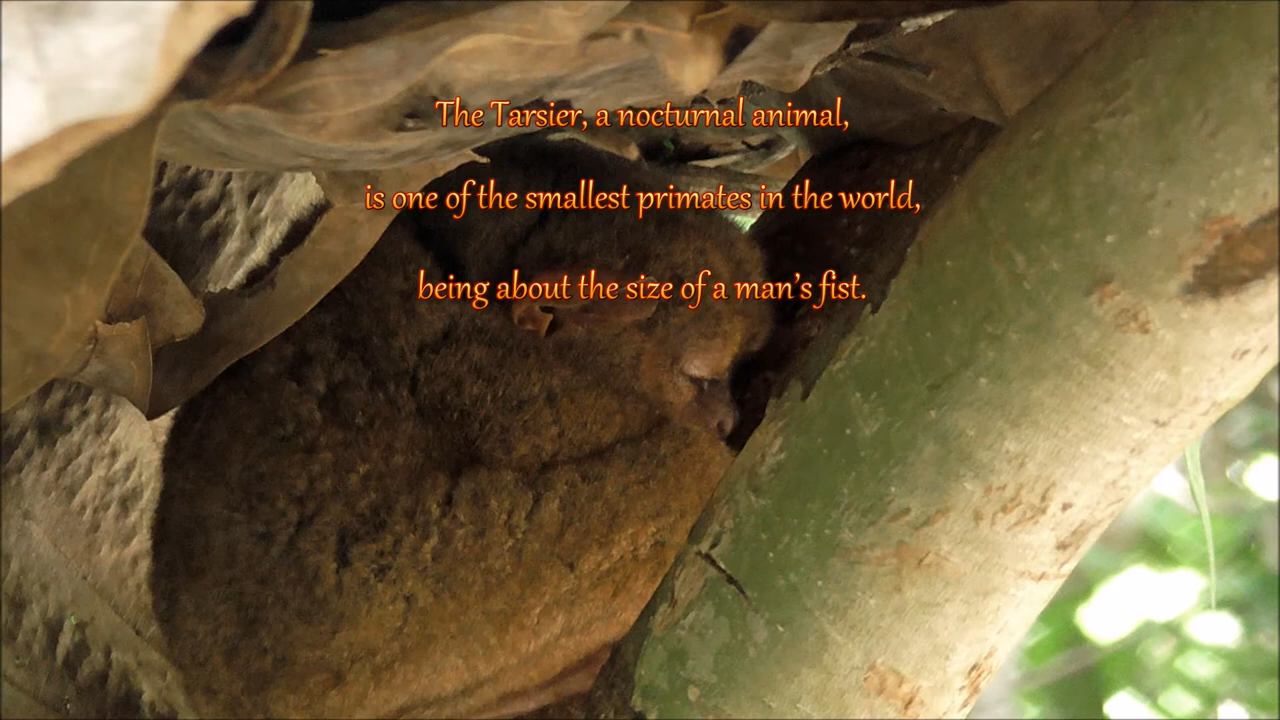 The Tarsier, a nocturnal animal,
is one of the smallest primates in the world,
being about the size of a man’s fist.